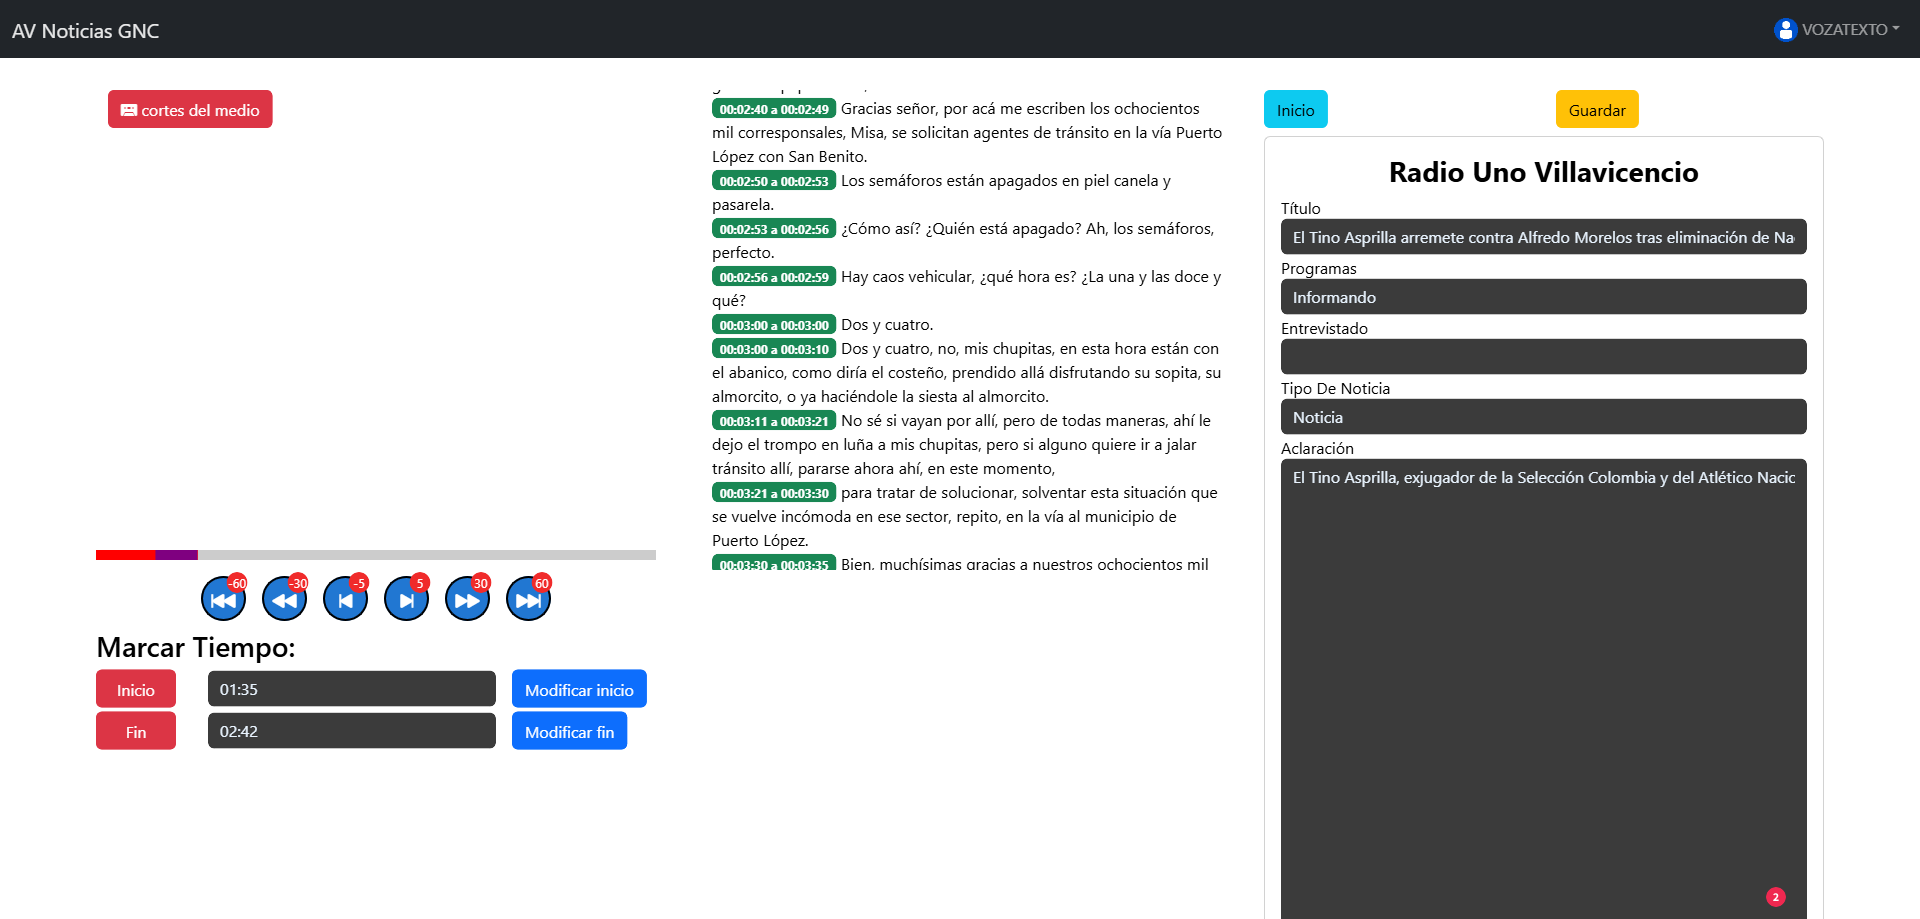 AV Noticias GNC
VOZATEXTO
cortes del medio
-60
-30
-5
5
30
60
Marcar Tiempo:
Inicio
01:35
Modificar inicio
Fin
02:42
Modificar fin
00:02:40 a 00:02:49 Gracias señor, por acá me escriben los ochocientos
mil corresponsales, Misa, se solicitan agentes de tránsito en la vía Puerto
López con San Benito.
00:02:50 a 00:02:53 Los semáforos están apagados en piel canela y
pasarela.
00:02:53 a 00:02:56 ¿Cómo así? ¿Quién está apagado? Ah, los semáforos,
perfecto.
00:02:56 a 00:02:59 Hay caos vehicular, ¿qué hora es? ¿La una y las doce y
qué?
00:03:00 a 00:03:00 Dos y cuatro.
00:03:00 a 00:03:10 Dos y cuatro, no, mis chupitas, en esta hora están con
el abanico, como diría el costeño, prendido allá disfrutando su sopita, su
almorcito, o ya haciéndole la siesta al almorcito.
00:03:11 a 00:03:21 No sé si vayan por allí, pero de todas maneras, ahí le
dejo el trompo en luña a mis chupitas, pero si alguno quiere ir a jalar
tránsito allí, pararse ahora ahí, en este momento,
00:03:21 a 00:03:30 para tratar de solucionar, solventar esta situación que
se vuelve incómoda en ese sector, repito, en la vía al municipio de
Puerto López.
00:03:30 a 00:03:35 Bien, muchísimas gracias a nuestros ochocientos mil
Inicio
Guardar
Radio Uno Villavicencio
Título
El Tino Asprilla arremete contra Alfredo Morelos tras eliminación de Na
Programas
Informando
Entrevistado
Tipo De Noticia
Noticia
Aclaración
El Tino Asprilla, exjugador de la Selección Colombia y del Atlético Nacic
2